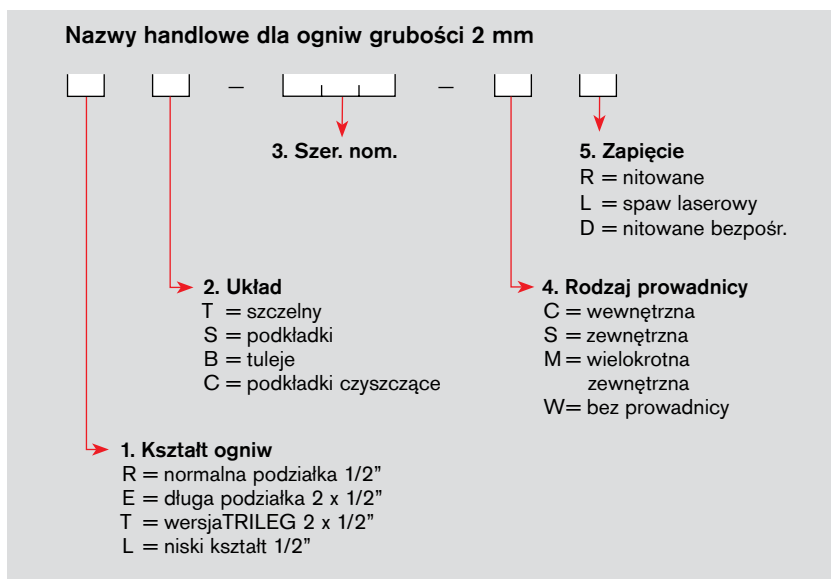 Nazwy handlowe dla ogniw grubości 2 mm
– –
3. Szer. nom.
5. Zapięcie
R = nitowane
L = spaw laserowy
D = nitowane bezpośr.
2. Układ
T = szczelny
S = podkładki
B = tuleje
C = podkładki czyszczące
4. Rodzaj prowadnicy
C = wewnętrzna
S = zewnętrzna
M = wielokrotna
zewnętrzna
W= bez prowadnicy
1. Kształt ogniw
R = normalna podziałka 1/2”
E = długa podziałka 2 x 1/2”
T = wersjaTRILEG 2 x 1/2”
L = niski kształt 1/2”